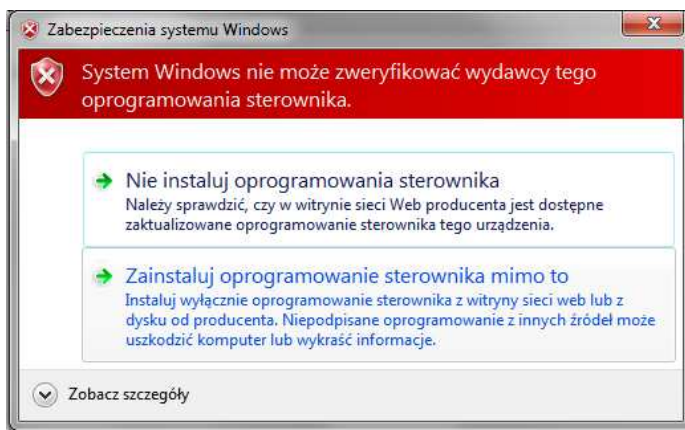 Zabezpieczenia systemu Windows
System Windows nie może zweryfikować wydawcy tego
oprogramowania sterownika.
Nie instaluj oprogramowania sterownika
Należy sprawdzić, czy w witrynie sieci Web producenta jest dostępne
zaktualizowane oprogramowanie sterownika tego urządzenia.
Zainstaluj oprogramowanie sterownika mimo to
Instaluj wyłącznie oprogramowanie sterownika z witryny sieci web lub z
dysku od producenta. Niepodpisane oprogramowanie z innych źródeł może
uszkodzić komputer lub wykraść informacje.
Zobacz szczegóły